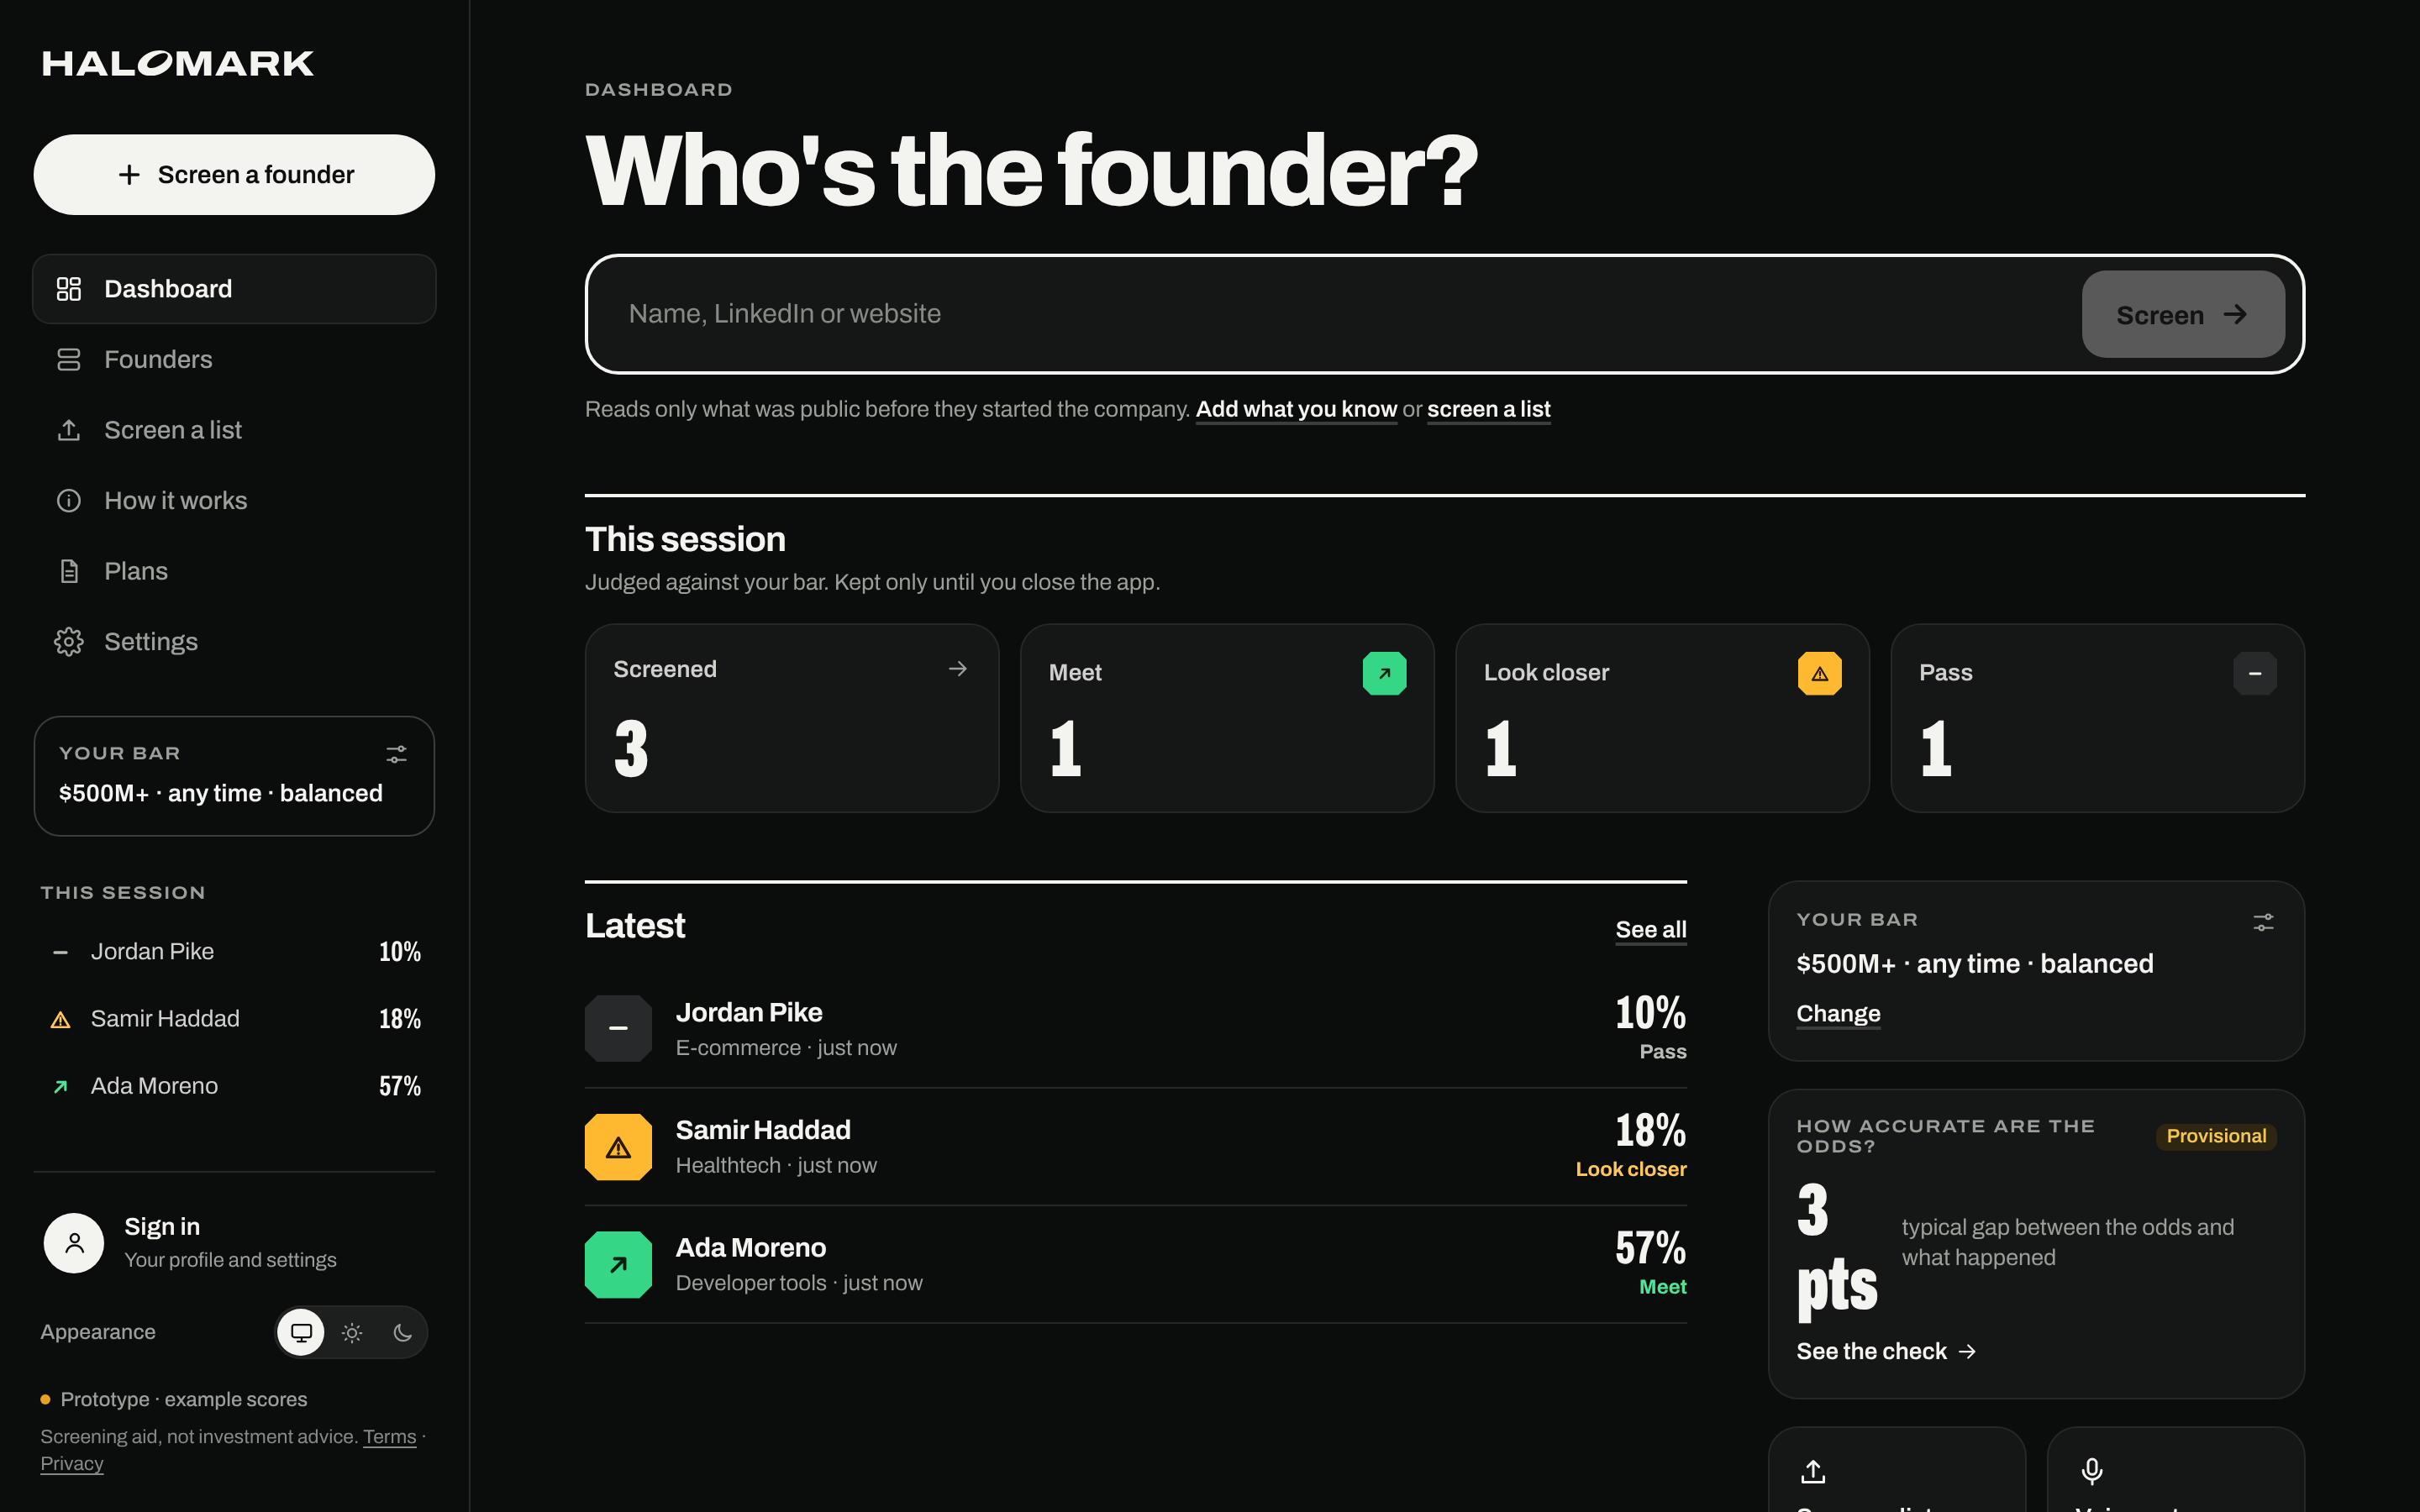 HALOMARK
Screen a founder
Dashboard
Founders
Screen a list
How it works
Plans
Settings
YOUR BAR
$500M+ · any time · balanced
THIS SESSION
Jordan Pike 10%
Samir Haddad 18%
Ada Moreno 57%
Sign in
Your profile and settings
Appearance
Prototype · example scores
Screening aid, not investment advice. Terms ·
Privacy
DASHBOARD
Who's the founder?
Name, LinkedIn or website
Screen
Reads only what was public before they started the company. Add what you know or screen a list
This session
Judged against your bar. Kept only until you close the app.
Screened
3
Meet
1
Look closer
1
Pass
1
Latest
See all
Jordan Pike
E-commerce · just now
10%
Pass
Samir Haddad
Healthtech · just now
18%
Look closer
Ada Moreno
Developer tools · just now
57%
Meet
YOUR BAR
$500M+ · any time · balanced
Change
HOW ACCURATE ARE THE
ODDS?
Provisional
3
pts
typical gap between the odds and
what happened
See the check